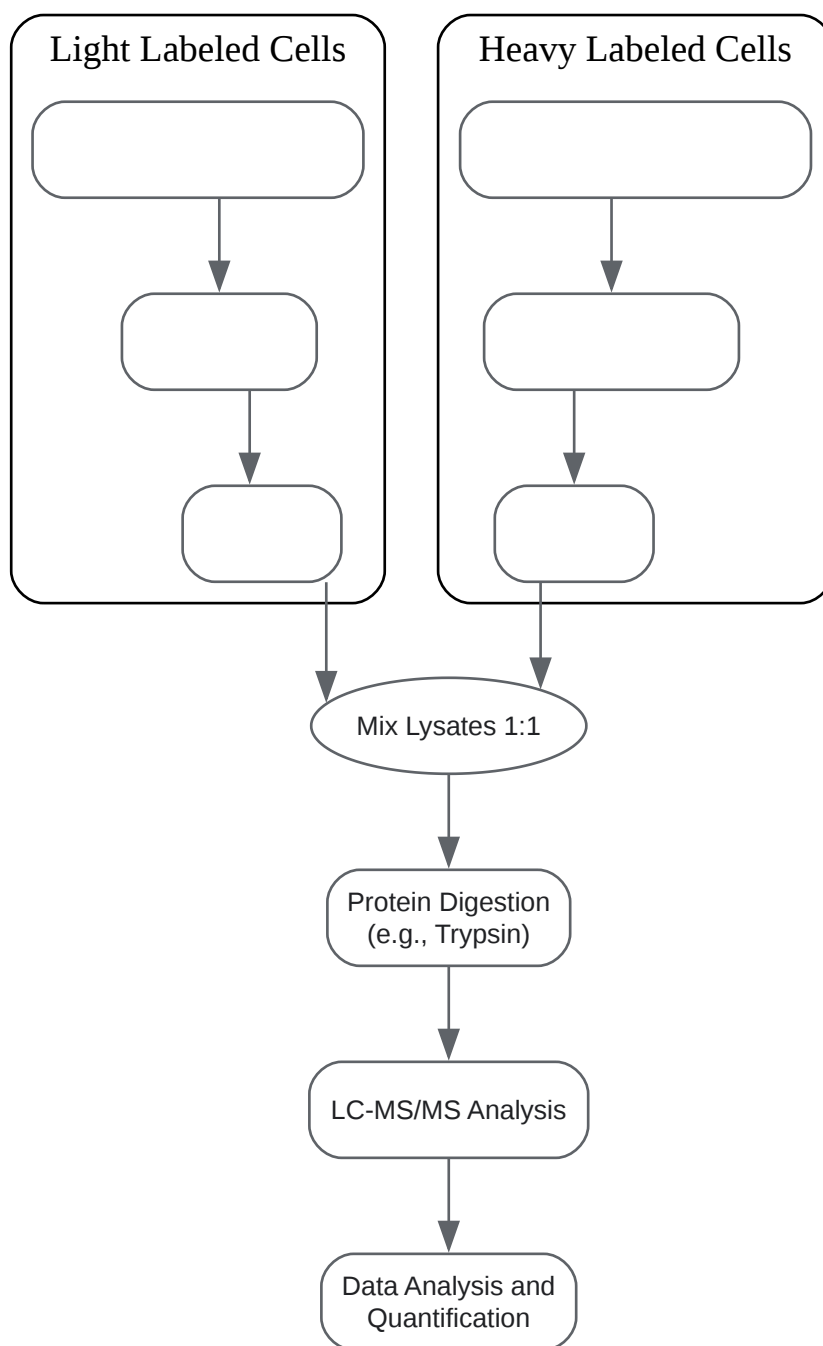 Light Labeled Cells
Heavy Labeled Cells
Mix Lysates 1:1
Protein Digestion
(e.g., Trypsin)
LC-MS/MS Analysis
Data Analysis and
Quantification